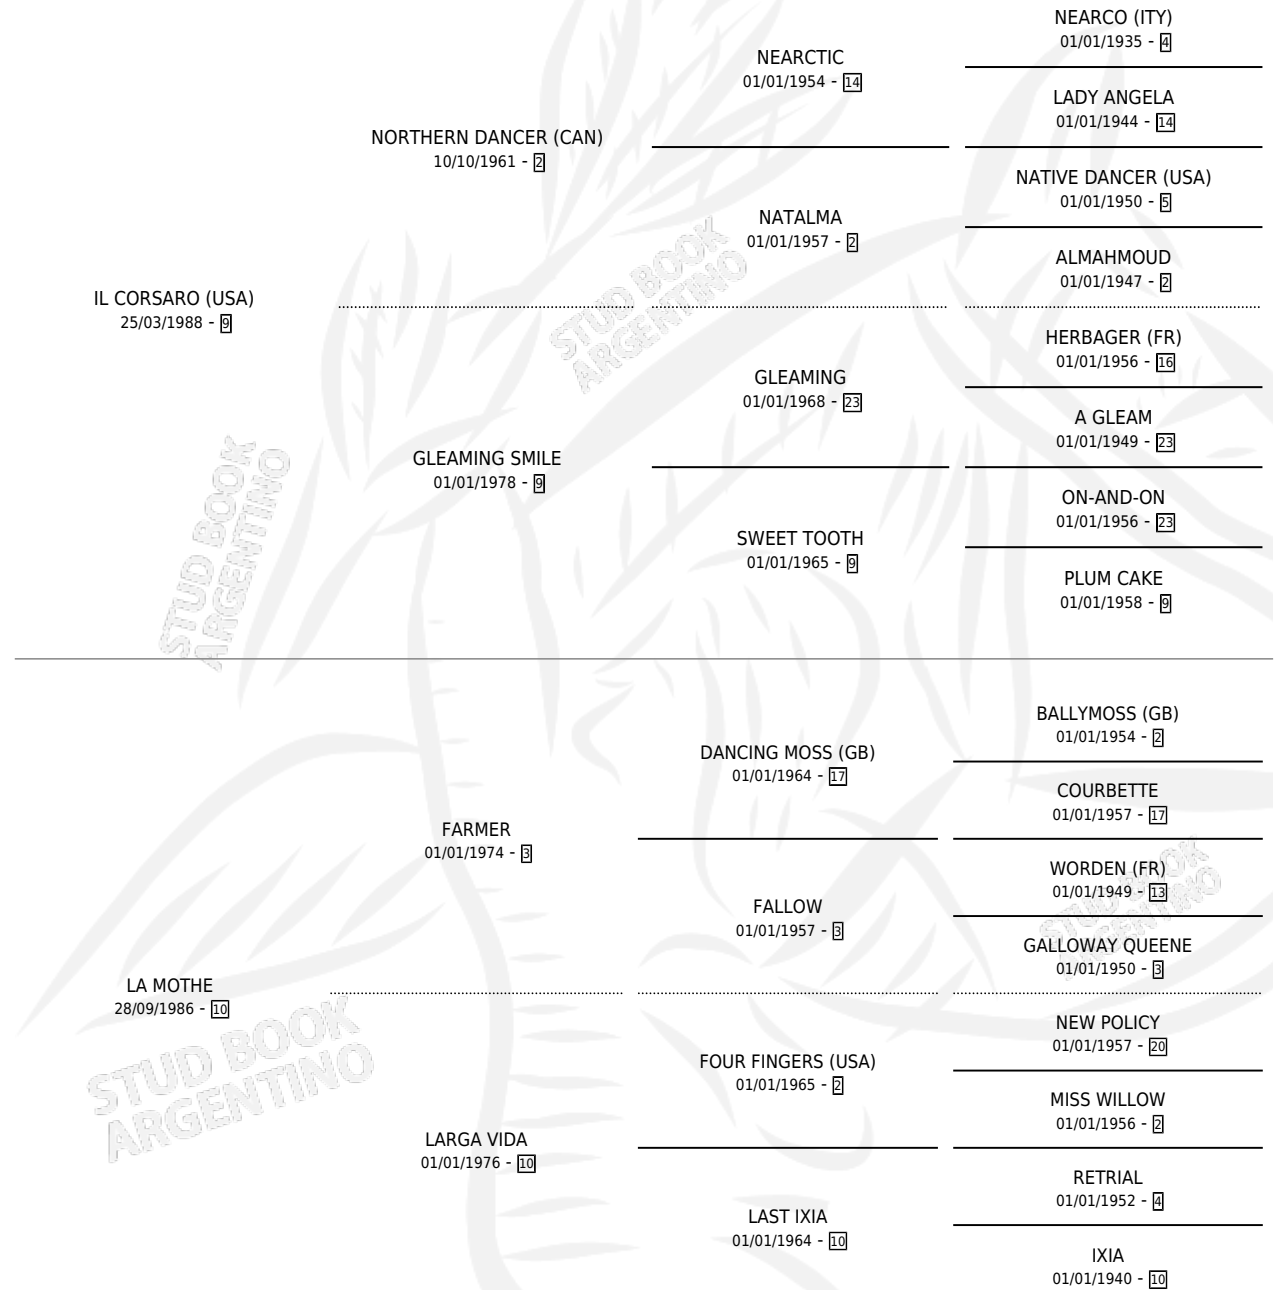 NEARCO (ITY)
01/01/1935 - 4
NEARCTIC
01/01/1954 - 14
LADY ANGELA
01/01/1944 - 14
NORTHERN DANCER (CAN)
10/10/1961 - 2
NATIVE DANCER (USA)
01/01/1950 - 5
NATALMA
01/01/1957 - 2
ALMAHMOUD
01/01/1947 - 2
IL CORSARO (USA)
25/03/1988 - 9
STUD BOOK
ARGENTINO
HERBAGER (FR)
01/01/1956 - 16
GLEAMING
01/01/1968 - 23
A GLEAM
01/01/1949 - 23
GLEAMING SMILE
01/01/1978 - 9
ON-AND-ON
01/01/1956 - 23
SWEET TOOTH
01/01/1965 - 9
PLUM CAKE
01/01/1958 - 9
STUD BOOK
ARGENTINO
BALLYMOSS (GB)
01/01/1954 - 2
DANCING MOSS (GB)
01/01/1964 - 17
COURBETTE
01/01/1957 - 17
FARMER
01/01/1974 - 3
WORDEN (FR)
01/01/1949 - 13
FALLOW
01/01/1957 - 3
GALLOWAY QUEENE
01/01/1950 - 3
STUD BOOK
ARGENTINO
LA MOTHE
28/09/1986 - 10
NEW POLICY
01/01/1957 - 20
FOUR FINGERS (USA)
01/01/1965 - 2
MISS WILLOW
01/01/1956 - 2
STUD BOOK
ARGENTINO
LARGA VIDA
01/01/1976 - 10
RETRIAL
01/01/1952 - 4
LAST IXIA
01/01/1964 - 10
IXIA
01/01/1940 - 10